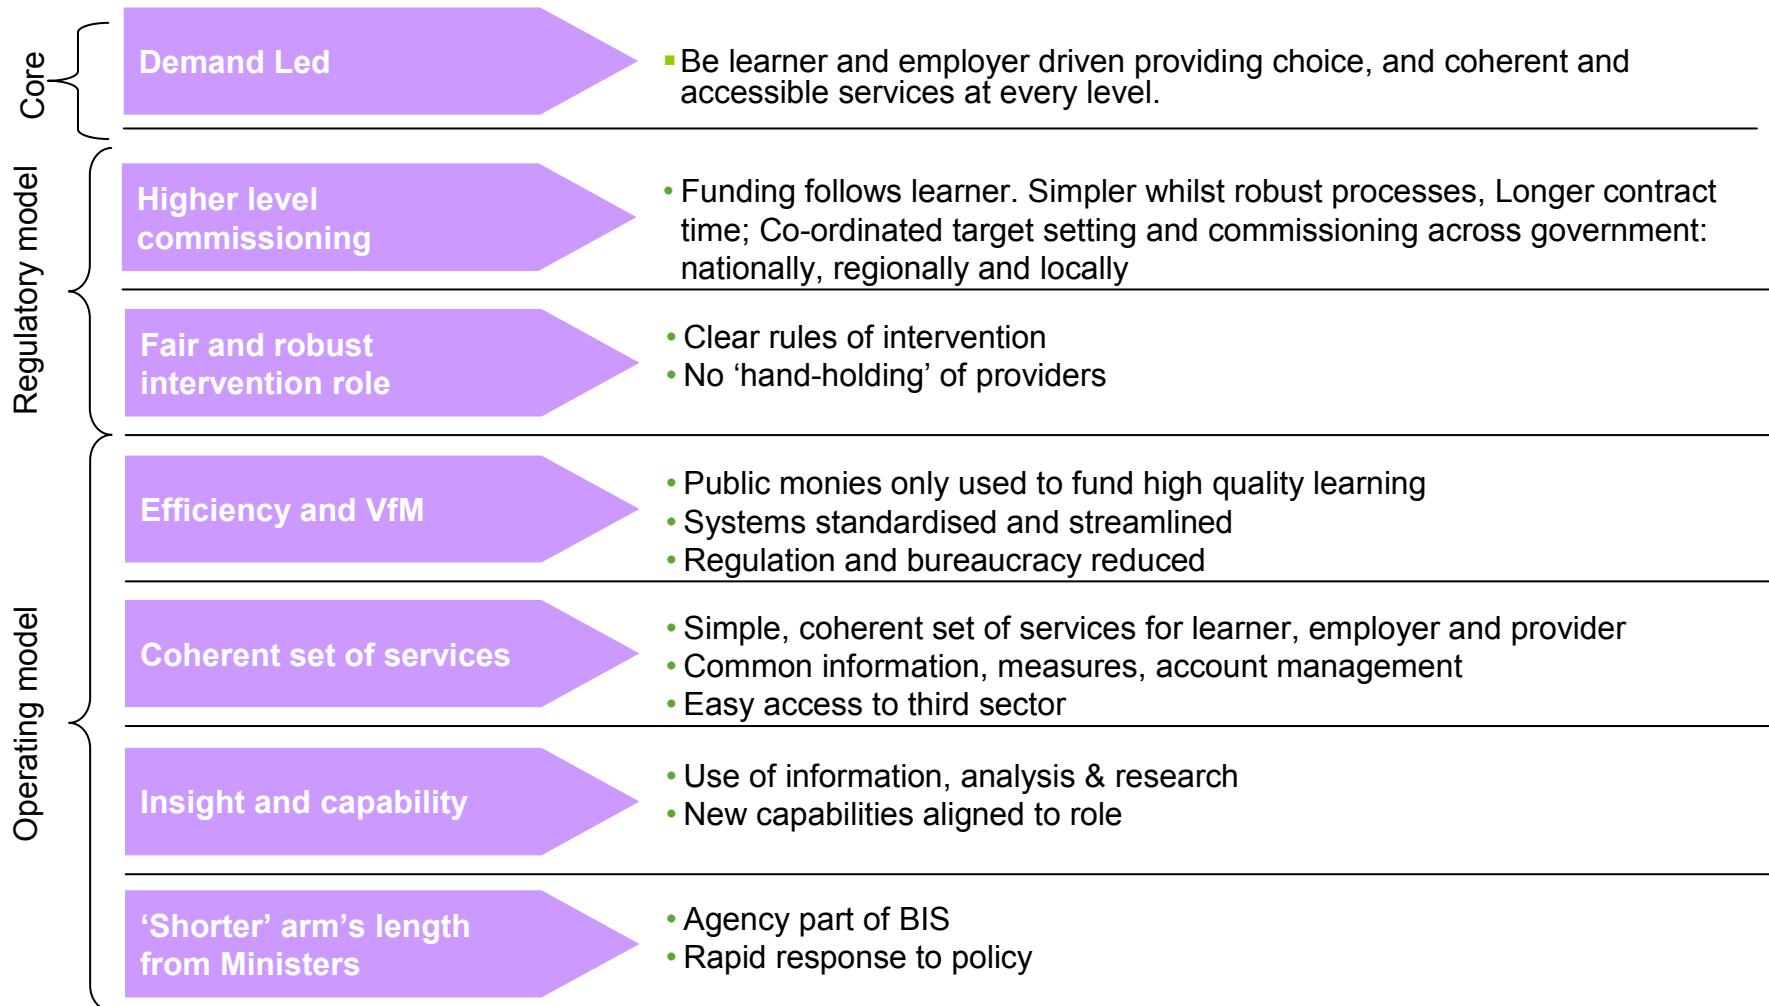 Core
Demand Led
▪ Be learner and employer driven providing choice, and coherent and
accessible services at every level.
Regulatory model
Higher level
commissioning
• Funding follows learner. Simpler whilst robust processes, Longer contract
time; Co-ordinated target setting and commissioning across government:
nationally, regionally and locally
Fair and robust
intervention role
• Clear rules of intervention
• No ‘hand-holding’ of providers
Operating model
Efficiency and VfM
• Public monies only used to fund high quality learning
• Systems standardised and streamlined
• Regulation and bureaucracy reduced
Coherent set of services
• Simple, coherent set of services for learner, employer and provider
• Common information, measures, account management
• Easy access to third sector
Insight and capability
• Use of information, analysis & research
• New capabilities aligned to role
‘Shorter’ arm’s length
from Ministers
• Agency part of BIS
• Rapid response to policy